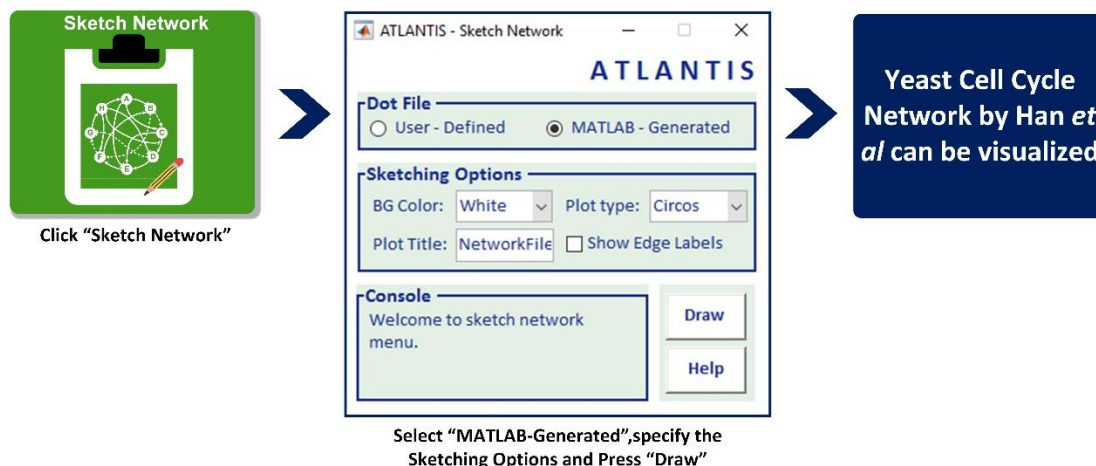 Sketch Network
A
B
C
D
E
F
G
H
Click “Sketch Network”
ATLANTIS - Sketch Network
ATLANTIS
Dot File
User - Defined
MATLAB - Generated
Sketching Options
BG Color: White Plot type: Circos
Plot Title: NetworkFile Show Edge Labels
Console
Welcome to sketch network
menu.
Draw
Help
Select “MATLAB-Generated”,specify the
Sketching Options and Press “Draw”
Yeast Cell Cycle
Network by Han et
al can be visualized